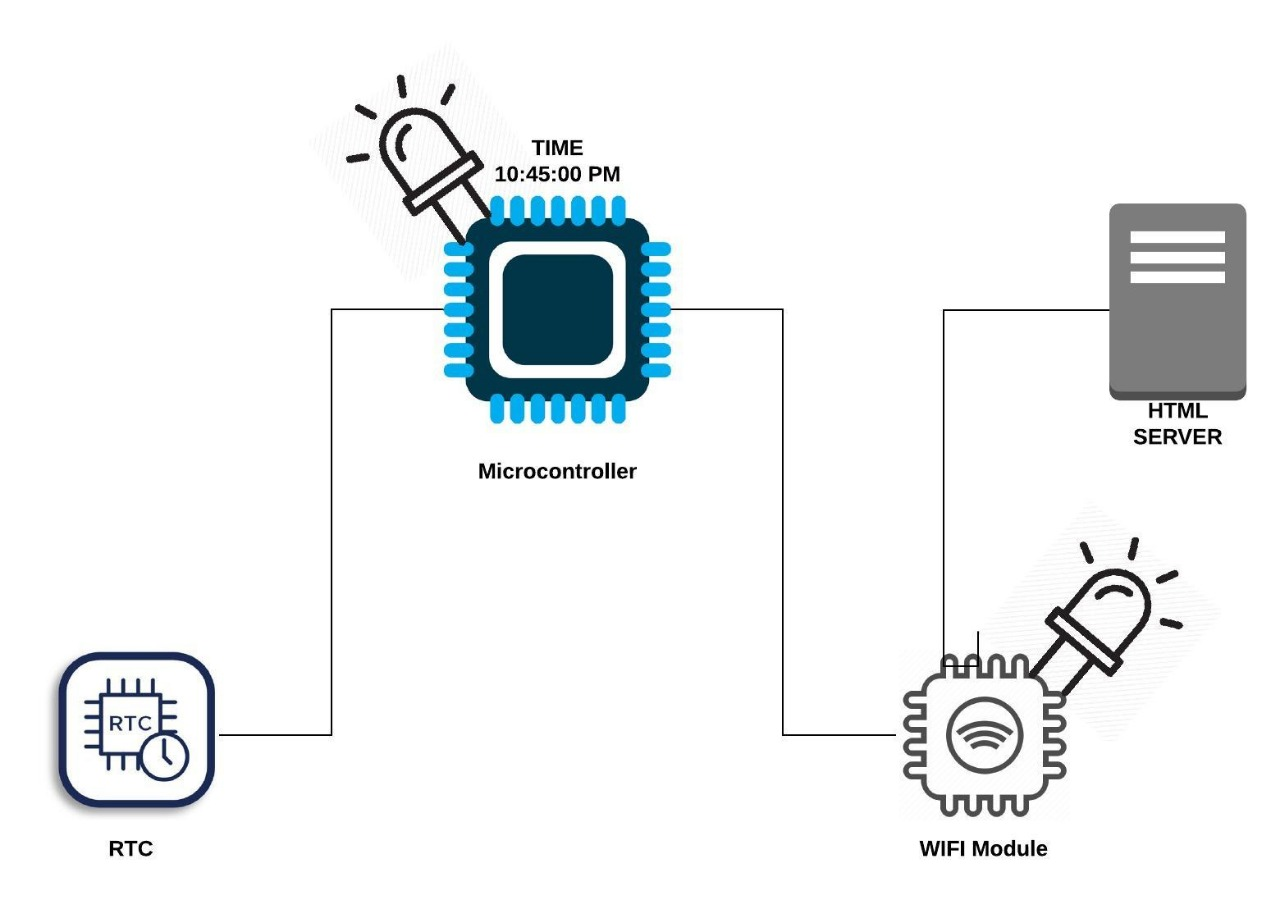 TIME
10:45:00 PM
HTML
SERVER
Microcontroller
RTC
RTC
WIFI Module